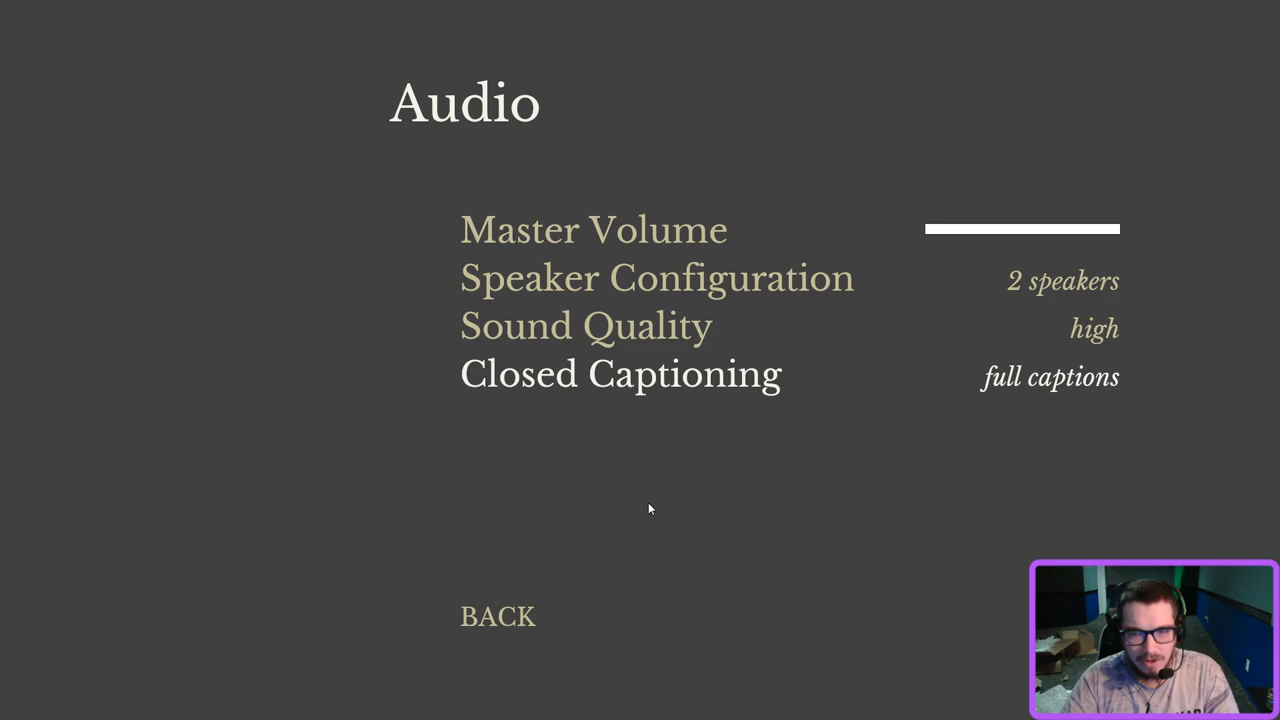 Audio
Master Volume
Speaker Configuration 2 speakers
Sound Quality high
Closed Captioning full captions
BACK